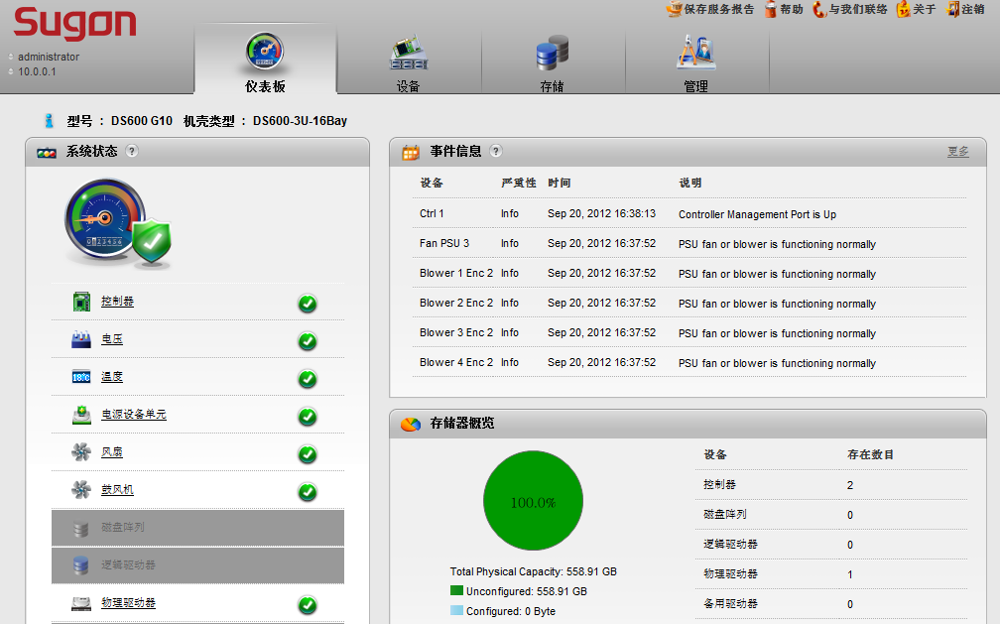 Sugon
保存服务报告 帮助 与我们联络 关于 注销
administrator
10.0.0.1
仪表板 设备 存储 管理
型号 : DS600 G10 机壳类型 : DS600-3U-16Bay
系统状态 ?
控制器
电压
18°c 温度
电源设备单元
风扇
鼓风机
磁盘阵列
逻辑驱动器
物理驱动器
事件信息 ? 更多
设备 严重性 时间 说明
Ctrl 1 Info Sep 20, 2012 16:38:13 Controller Management Port is Up
Fan PSU 3 Info Sep 20, 2012 16:37:52 PSU fan or blower is functioning normally
Blower 1 Enc 2 Info Sep 20, 2012 16:37:52 PSU fan or blower is functioning normally
Blower 2 Enc 2 Info Sep 20, 2012 16:37:52 PSU fan or blower is functioning normally
Blower 3 Enc 2 Info Sep 20, 2012 16:37:52 PSU fan or blower is functioning normally
Blower 4 Enc 2 Info Sep 20, 2012 16:37:52 PSU fan or blower is functioning normally
存储器概览
100.0%
Total Physical Capacity: 558.91 GB
Unconfigured: 558.91 GB
Configured: 0 Byte
设备 存在数目
控制器 2
磁盘阵列 0
逻辑驱动器 0
物理驱动器 1
备用驱动器 0